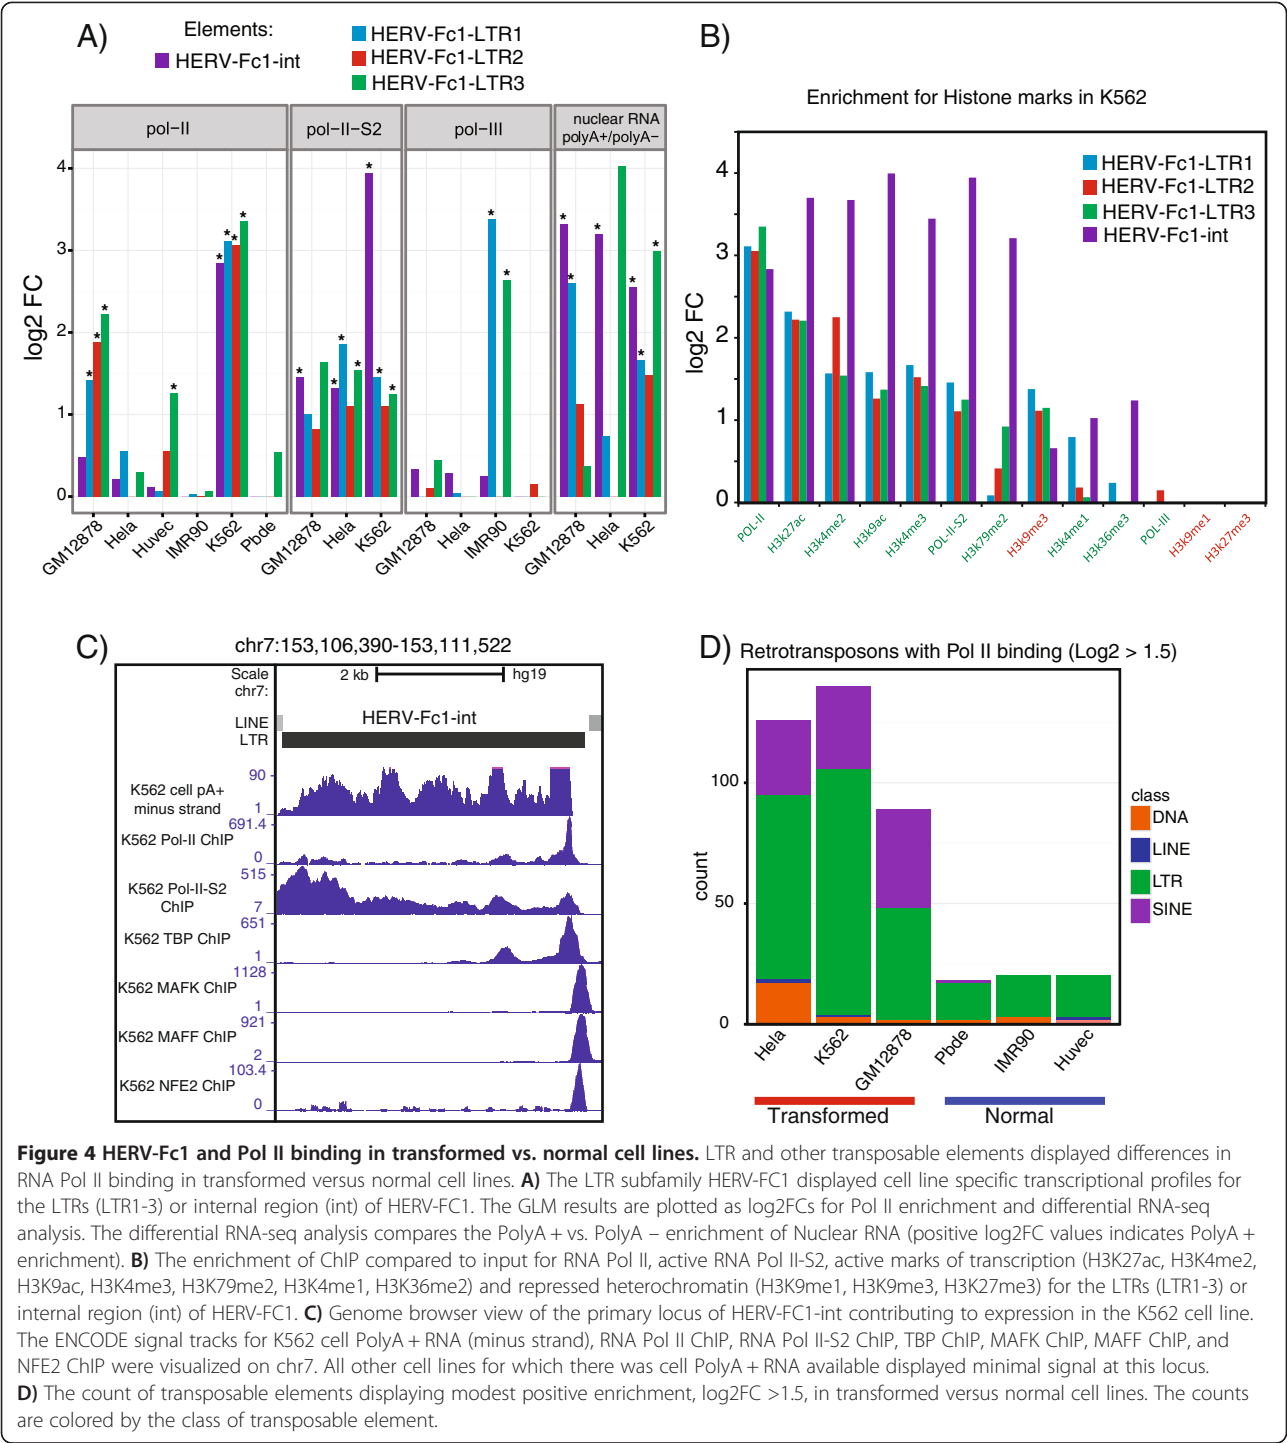 A)
Elements:
HERV-Fc1-int
HERV-Fc1-LTR1
HERV-Fc1-LTR2
HERV-Fc1-LTR3
pol-II
pol-II-S2
pol-III
nuclear RNA
polyA+/polyA-
log2 FC
4
3
2
1
0
* * * * * * * * * * * * * * * * * * * * * *
GM12878
Hela
Huvec
IMR90
K562
Pbde
GM12878
Hela
K562
GM12878
Hela
IMR90
K562
GM12878
Hela
K562
B)
Enrichment for Histone marks in K562
HERV-Fc1-LTR1
HERV-Fc1-LTR2
HERV-Fc1-LTR3
HERV-Fc1-int
log2 FC
4
3
2
1
0
POL-II
H3k27ac
H3k4me2
H3k9ac
H3k4me3
POL-II-S2
H3k79me2
H3k9me3
H3k4me1
H3k36me3
POL-III
H3k9me1
H3k27me3
C)
chr7:153,106,390-153,111,522
Scale
2 kb
hg19
chr7:
LINE
HERV-Fc1-int
LTR
90
K562 cell pA+
minus strand
1
691.4
K562 Pol-II ChIP
0
515
K562 Pol-II-S2
ChIP
7
651
K562 TBP ChIP
1
1128
K562 MAFK ChIP
1
921
K562 MAFF ChIP
2
103.4
K562 NFE2 ChIP
0
D)
Retrotransposons with Pol II binding (Log2 > 1.5)
count
100
50
0
class
DNA
LINE
LTR
SINE
Hela
K562
GM12878
Pbde
IMR90
Huvec
Transformed
Normal
Figure 4 HERV-Fc1 and Pol II binding in transformed vs. normal cell lines. LTR and other transposable elements displayed differences in
RNA Pol II binding in transformed versus normal cell lines. A) The LTR subfamily HERV-FC1 displayed cell line specific transcriptional profiles for
the LTRs (LTR1-3) or internal region (int) of HERV-FC1. The GLM results are plotted as log2FCs for Pol II enrichment and differential RNA-seq
analysis. The differential RNA-seq analysis compares the PolyA + vs. PolyA – enrichment of Nuclear RNA (positive log2FC values indicates PolyA +
enrichment). B) The enrichment of ChIP compared to input for RNA Pol II, active RNA Pol II-S2, active marks of transcription (H3K27ac, H3K4me2,
H3K9ac, H3K4me3, H3K79me2, H3K4me1, H3K36me2) and repressed heterochromatin (H3K9me1, H3K9me3, H3K27me3) for the LTRs (LTR1-3) or
internal region (int) of HERV-FC1. C) Genome browser view of the primary locus of HERV-FC1-int contributing to expression in the K562 cell line.
The ENCODE signal tracks for K562 cell PolyA + RNA (minus strand), RNA Pol II ChIP, RNA Pol II-S2 ChIP, TBP ChIP, MAFK ChIP, MAFF ChIP, and
NFE2 ChIP were visualized on chr7. All other cell lines for which there was cell PolyA + RNA available displayed minimal signal at this locus.
D) The count of transposable elements displaying modest positive enrichment, log2FC >1.5, in transformed versus normal cell lines. The counts
are colored by the class of transposable element.